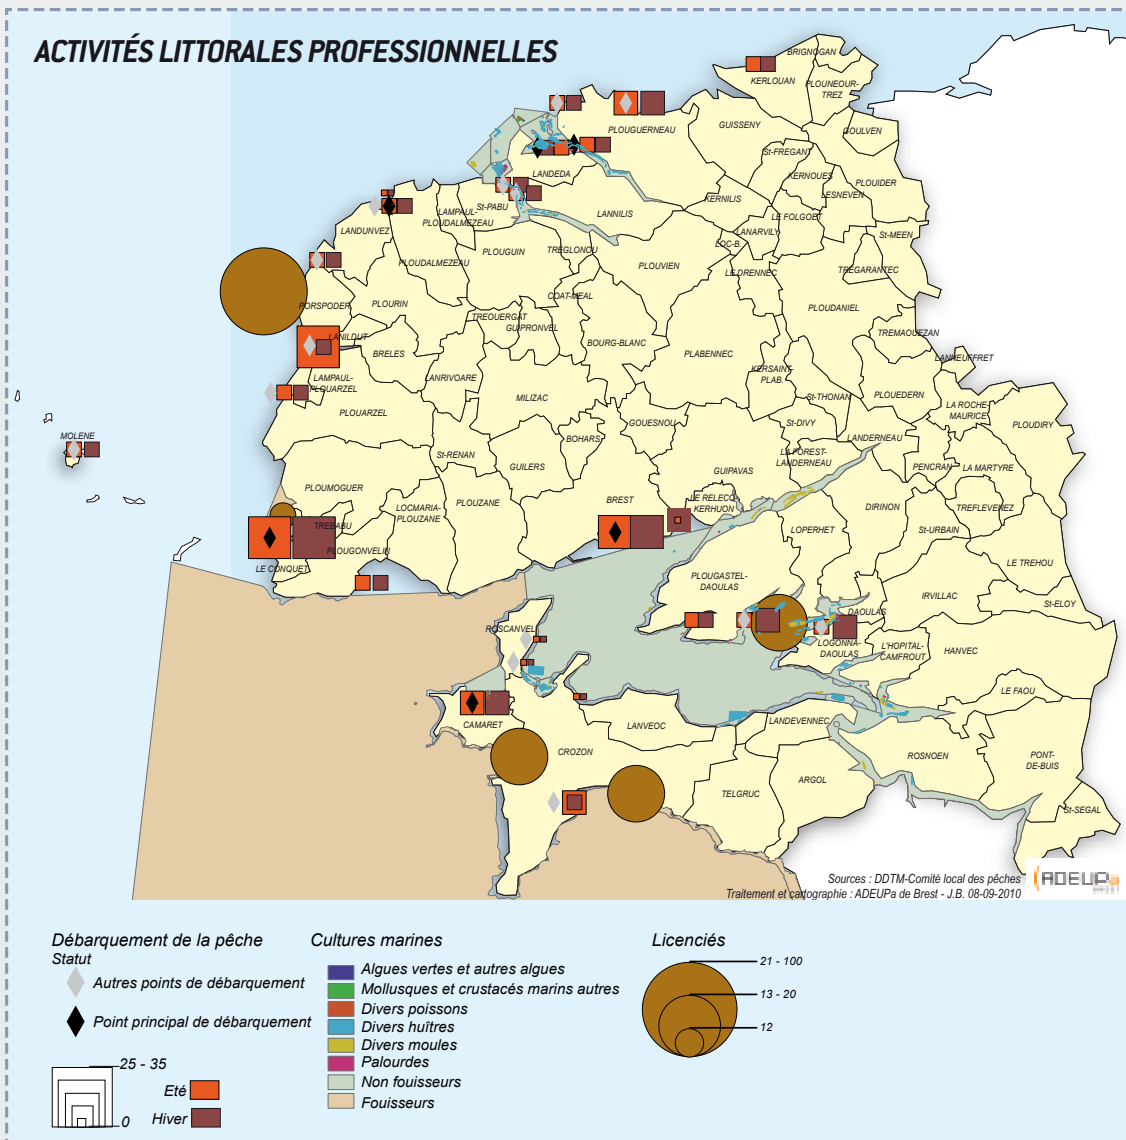 ACTIVITÉS LITTORALES PROFESSIONNELLES
BRIGNOGAN
KERLOUAN
PLOUNEOUR-
TREZ
PLOUGUERNEAU
GUISSENY
GOULVEN
St-FREGANT
LANDEDA
KERNOUES
PLOUIDER
LESNEVEN
KERNILIS
St-PABU
LAMPAUL-
PLOUDALMEZEAU
LANNILIS
LE FOLGOET
LANDUNVEZ
LANARVILY
St-MEEN
LOC-B.
PLOUGUIN
TREGLONOU
PLOUDALMEZEAU
PLOUVIEN
LE DRENNEC
TREGARANTEC
COAT-MEAL
PORSPODER
PLOURIN
PLOUDANIEL
TREOUERGAT
GUIPRONVEL
TREMAOUEZAN
LANILDUT
BRELES
BOURG-BLANC
PLABENNEC
LANHEUFFRET
LAMPAUL-
PLOUARZEL
LANRIVOARE
KERSAINT-
PLAB.
MILIZAC
St-THONAN
PLOUEDERN
LA ROCHE-
MAURICE
PLOUARZEL
GOUESNOU
St-DIVY
PLOUDIRY
MOLENE
BOHARS
LANDERNEAU
St-RENAN
LA FOREST-
LANDERNEAU
GUILERS
GUIPAVAS
PENCRAN
LA MARTYRE
PLOUMOGUER
BREST
LE RELECQ-
KERHUON
LOCMARIA-
PLOUZANE
PLOUZANE
DIRINON
TREFLEVENEZ
TREBABU
LOPERHET
St-URBAIN
PLOUGONVELIN
LE CONQUET
LE TREHOU
PLOUGASTEL-
DAOULAS
IRVILLAC
St-ELOY
DAOULAS
ROSCANVEL
LOGONNA-
DAOULAS
L'HOPITAL-
CAMFROUT
HANVEC
LE FAOU
CAMARET
LANVEOC
LANDEVENNEC
CROZON
ROSNOEN
PONT-
DE-BUIS
ARGOL
TELGRUC
St-SEGAL
Sources : DDTM-Comité local des pêches
Traitement et cartographie : ADEUPa de Brest - J.B. 08-09-2010
ADEUPa
Débarquement de la pêche
Statut
Autres points de débarquement
Point principal de débarquement
25 - 35
0
Eté
Hiver
Cultures marines
Algues vertes et autres algues
Mollusques et crustacés marins autres
Divers poissons
Divers huîtres
Divers moules
Palourdes
Non fouisseurs
Fouisseurs
Licenciés
21 - 100
13 - 20
12